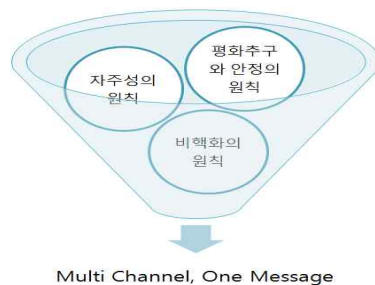 자주성의
원칙
평화추구
와 안정의
원칙
비핵화의
원칙
Multi Channel, One Message